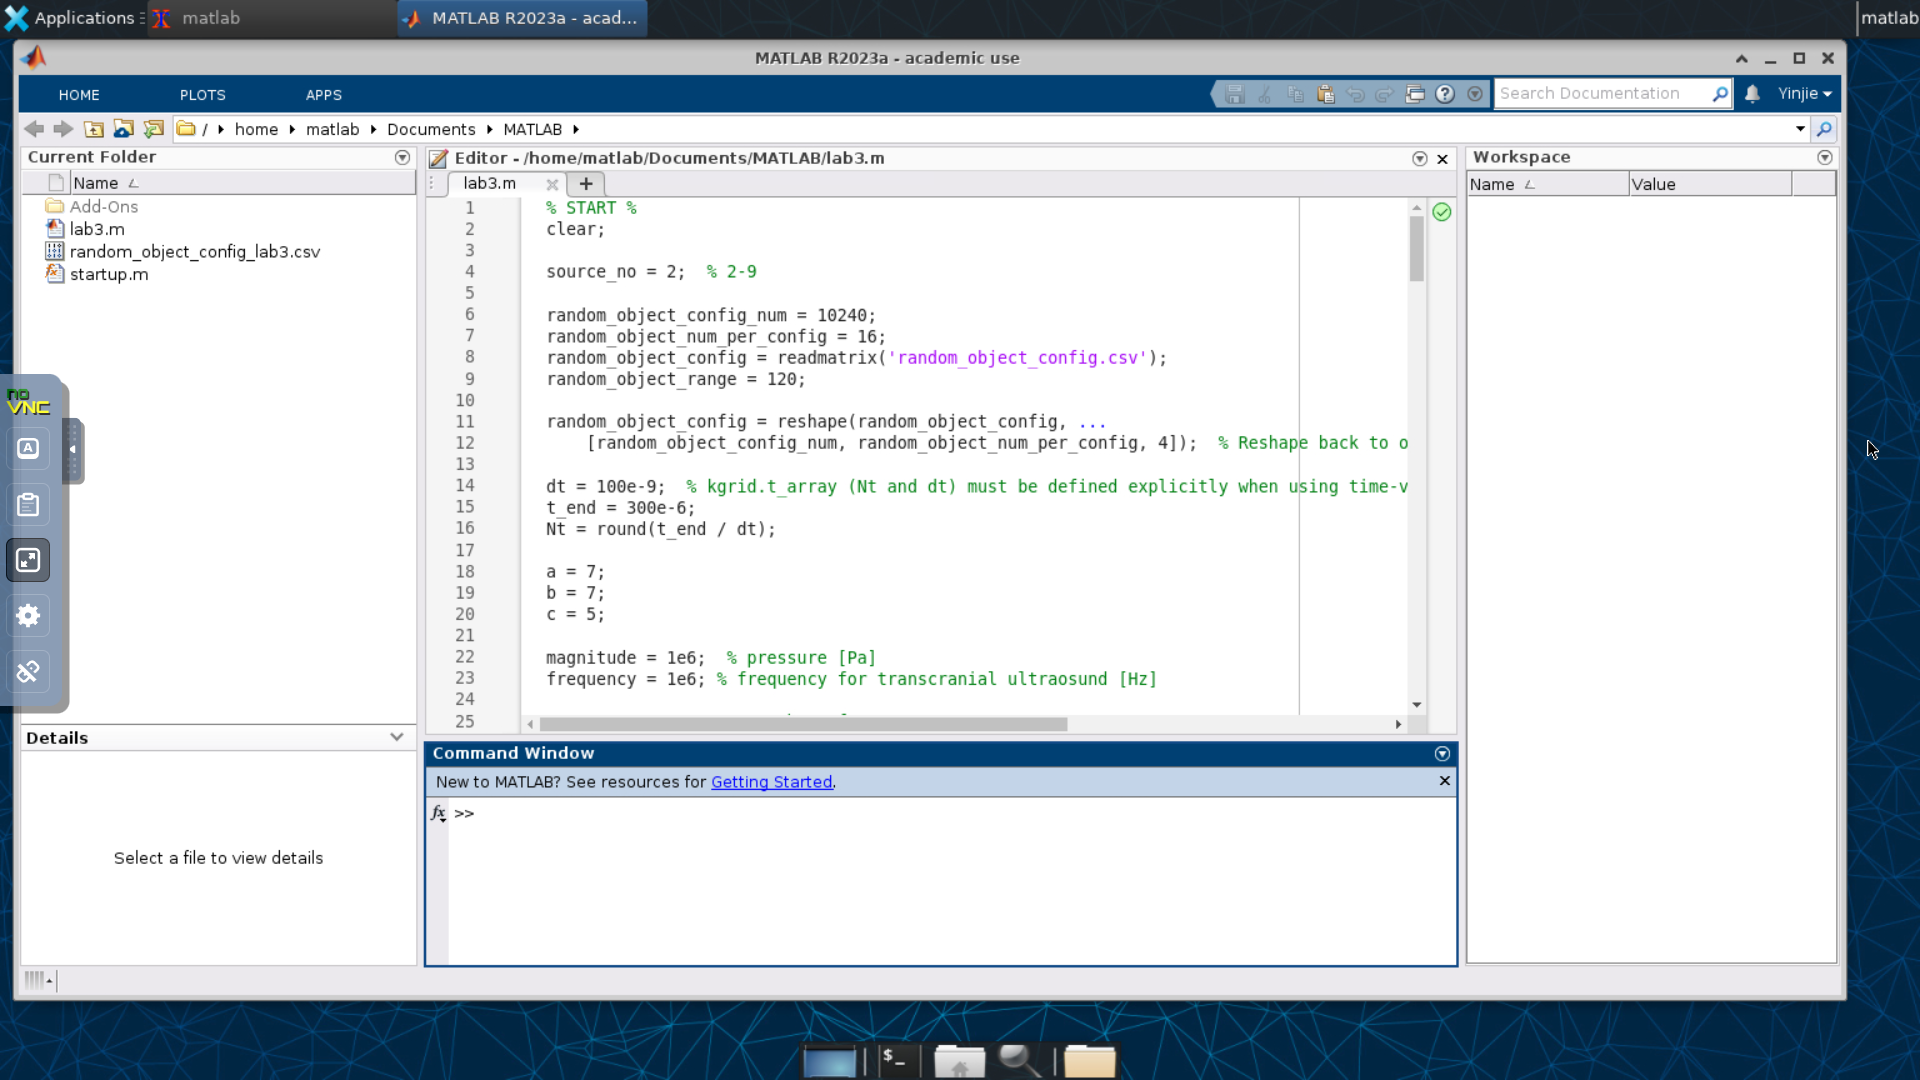 Applications
matlab
MATLAB R2023a - acad...
matlab
MATLAB R2023a - academic use
HOME
PLOTS
APPS
Search Documentation
Yinjie
/ home matlab Documents MATLAB
Current Folder
Name
Add-Ons
lab3.m
random_object_config_lab3.csv
startup.m
no
VNC
A
Details
Select a file to view details
Editor - /home/matlab/Documents/MATLAB/lab3.m
lab3.m
+
1 % START %
2 clear;
3
4 source_no = 2;  % 2-9
5
6 random_object_config_num = 10240;
7 random_object_num_per_config = 16;
8 random_object_config = readmatrix('random_object_config.csv');
9 random_object_range = 120;
10
11 random_object_config = reshape(random_object_config, ...
12     [random_object_config_num, random_object_num_per_config, 4]);  % Reshape back to o
13
14 dt = 100e-9;  % kgrid.t_array (Nt and dt) must be defined explicitly when using time-v
15 t_end = 300e-6;
16 Nt = round(t_end / dt);
17
18 a = 7;
19 b = 7;
20 c = 5;
21
22 magnitude = 1e6;  % pressure [Pa]
23 frequency = 1e6; % frequency for transcranial ultraosund [Hz]
24
25
Command Window
New to MATLAB? See resources for Getting Started.
fx >>
Workspace
Name
Value
$_